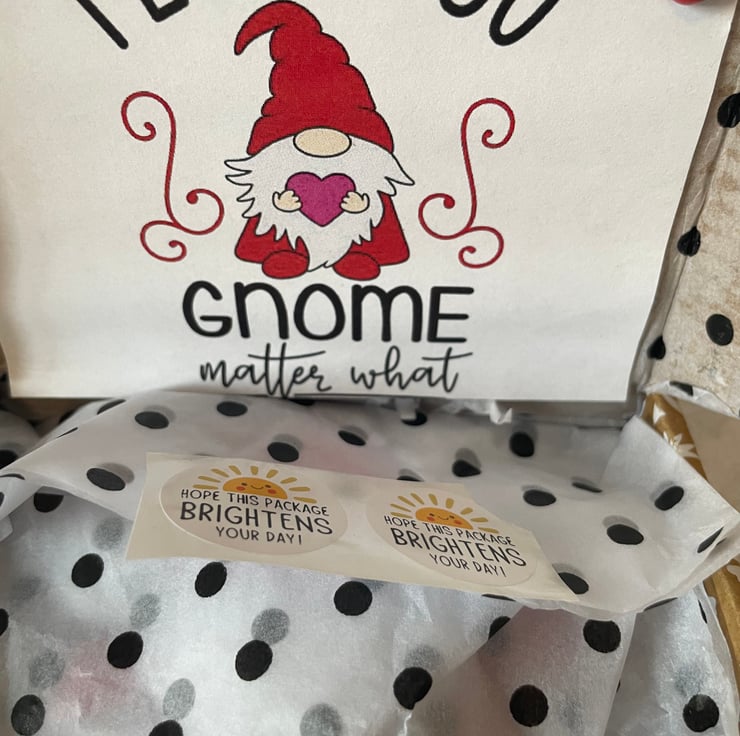 GNOME
matter what
HOPE THIS PACKAGE
BRIGHTENS
YOUR DAY!
HOPE THIS PACKAGE
BRIGHTENS
YOUR DAY!